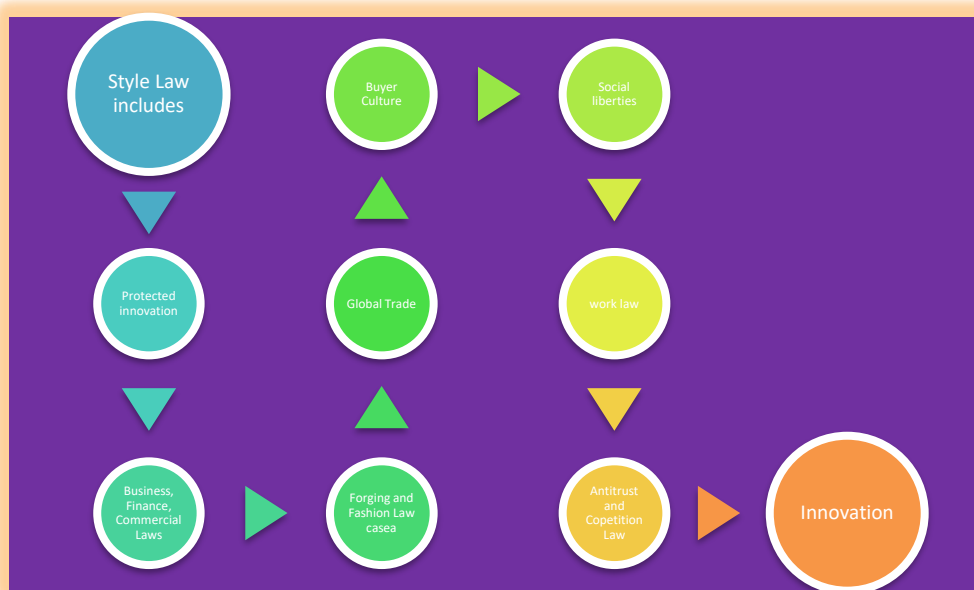 Style Law
includes
Protected
innovation
Business,
Finance,
Commercial
Laws
Forging and
Fashion Law
casea
Global Trade
Buyer
Culture
Social
liberties
work law
Antitrust
and
Copetition
Law
Innovation